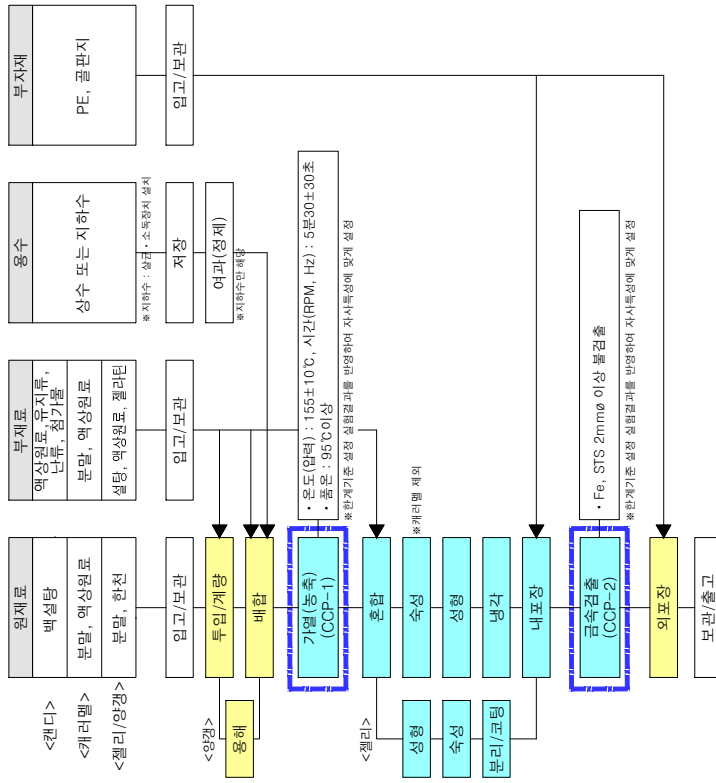 원재료
부재료
용수
부자재
<캔디>
백설탕
액상원료,유지류,
난류, 첨가물
상수 또는 지하수
PE, 골판지
<캐러멜>
분말, 액상원료
분말, 액상원료
<젤리/양갱>
분말, 한천
설탕, 액상원료, 젤라틴
※지하수 : 살균・소독장치 설치
입고/보관
입고/보관
저장
입고/보관
<양갱>
투입/계량
여과(정제)
※지하수만 해당
용해
배합
가열(농축)
(CCP-1)
• 온도(압력) : 155±10℃, 시간(RPM, Hz) : 5분30±30초
• 품온 : 95℃이상
※한계기준 설정 실험결과를 반영하여 자사특성에 맞게 설정
<젤리>
혼합
성형
숙성
※캐러멜 제외
숙성
성형
분리/코팅
냉각
내포장
금속검출
(CCP-2)
• Fe, STS 2mmø 이상 불검출
※한계기준 설정 실험결과를 반영하여 자사특성에 맞게 설정
외포장
보관/출고